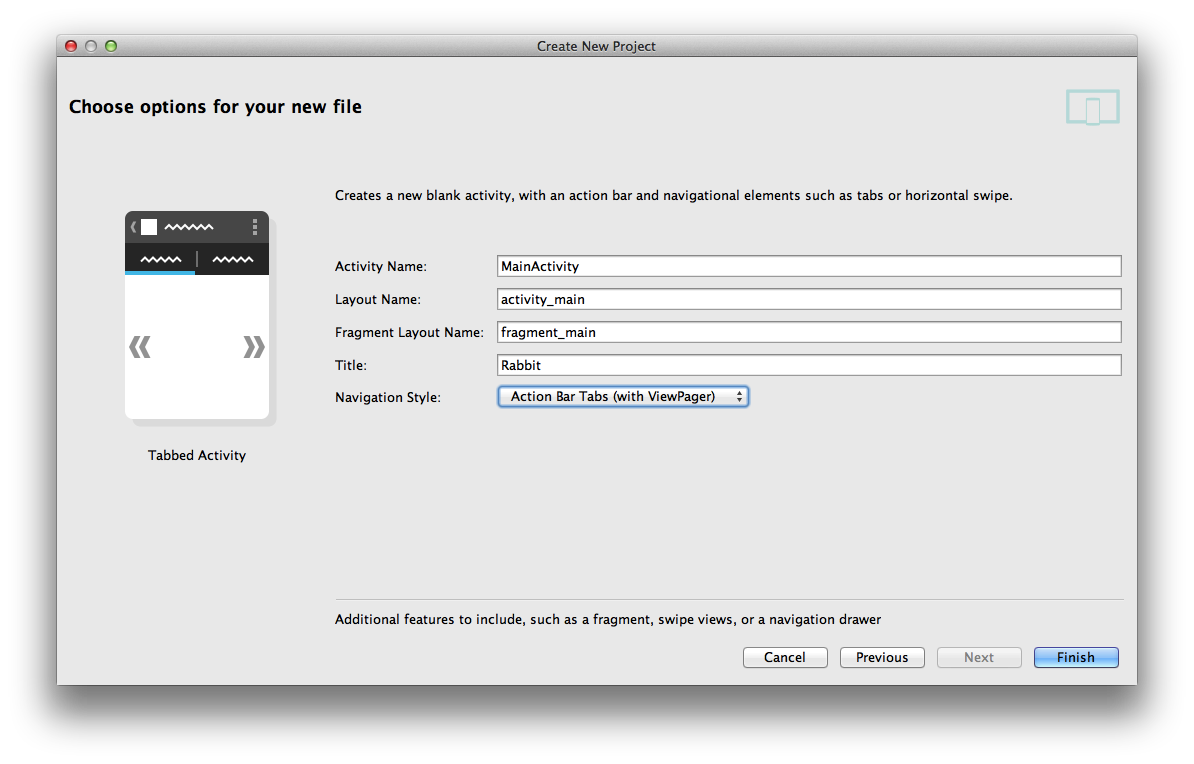 Create New Project
Choose options for your new file
Creates a new blank activity, with an action bar and navigational elements such as tabs or horizontal swipe.
Activity Name: MainActivity
Layout Name: activity_main
Fragment Layout Name: fragment_main
Title: Rabbit
Navigation Style: Action Bar Tabs (with ViewPager)
Tabbed Activity
Additional features to include, such as a fragment, swipe views, or a navigation drawer
Cancel Previous Next Finish